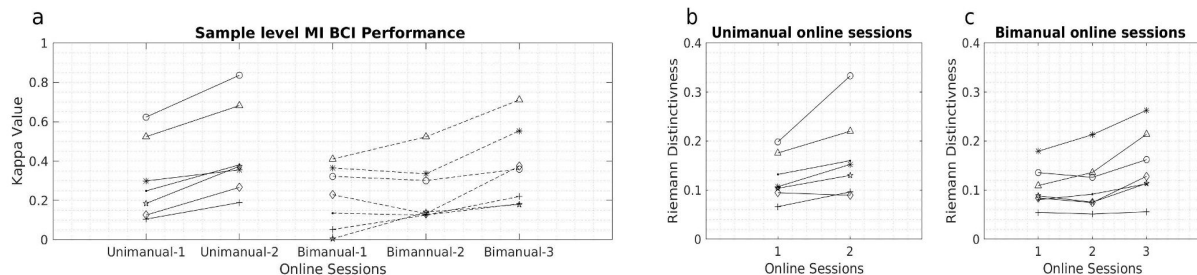 a
Sample level MI BCI Performance
Kappa Value
1
0.8
0.6
0.4
0.2
0
Unimanual-1 Unimanual-2 Bimanual-1 Bimannual-2 Bimanual-3
Online Sessions
b
Unimanual online sessions
Riemann Distinctivness
0.4
0.3
0.2
0.1
0
1 2
Online Sessions
c
Bimanual online sessions
Riemann Distinctivness
0.4
0.3
0.2
0.1
0
1 2 3
Online Sessions